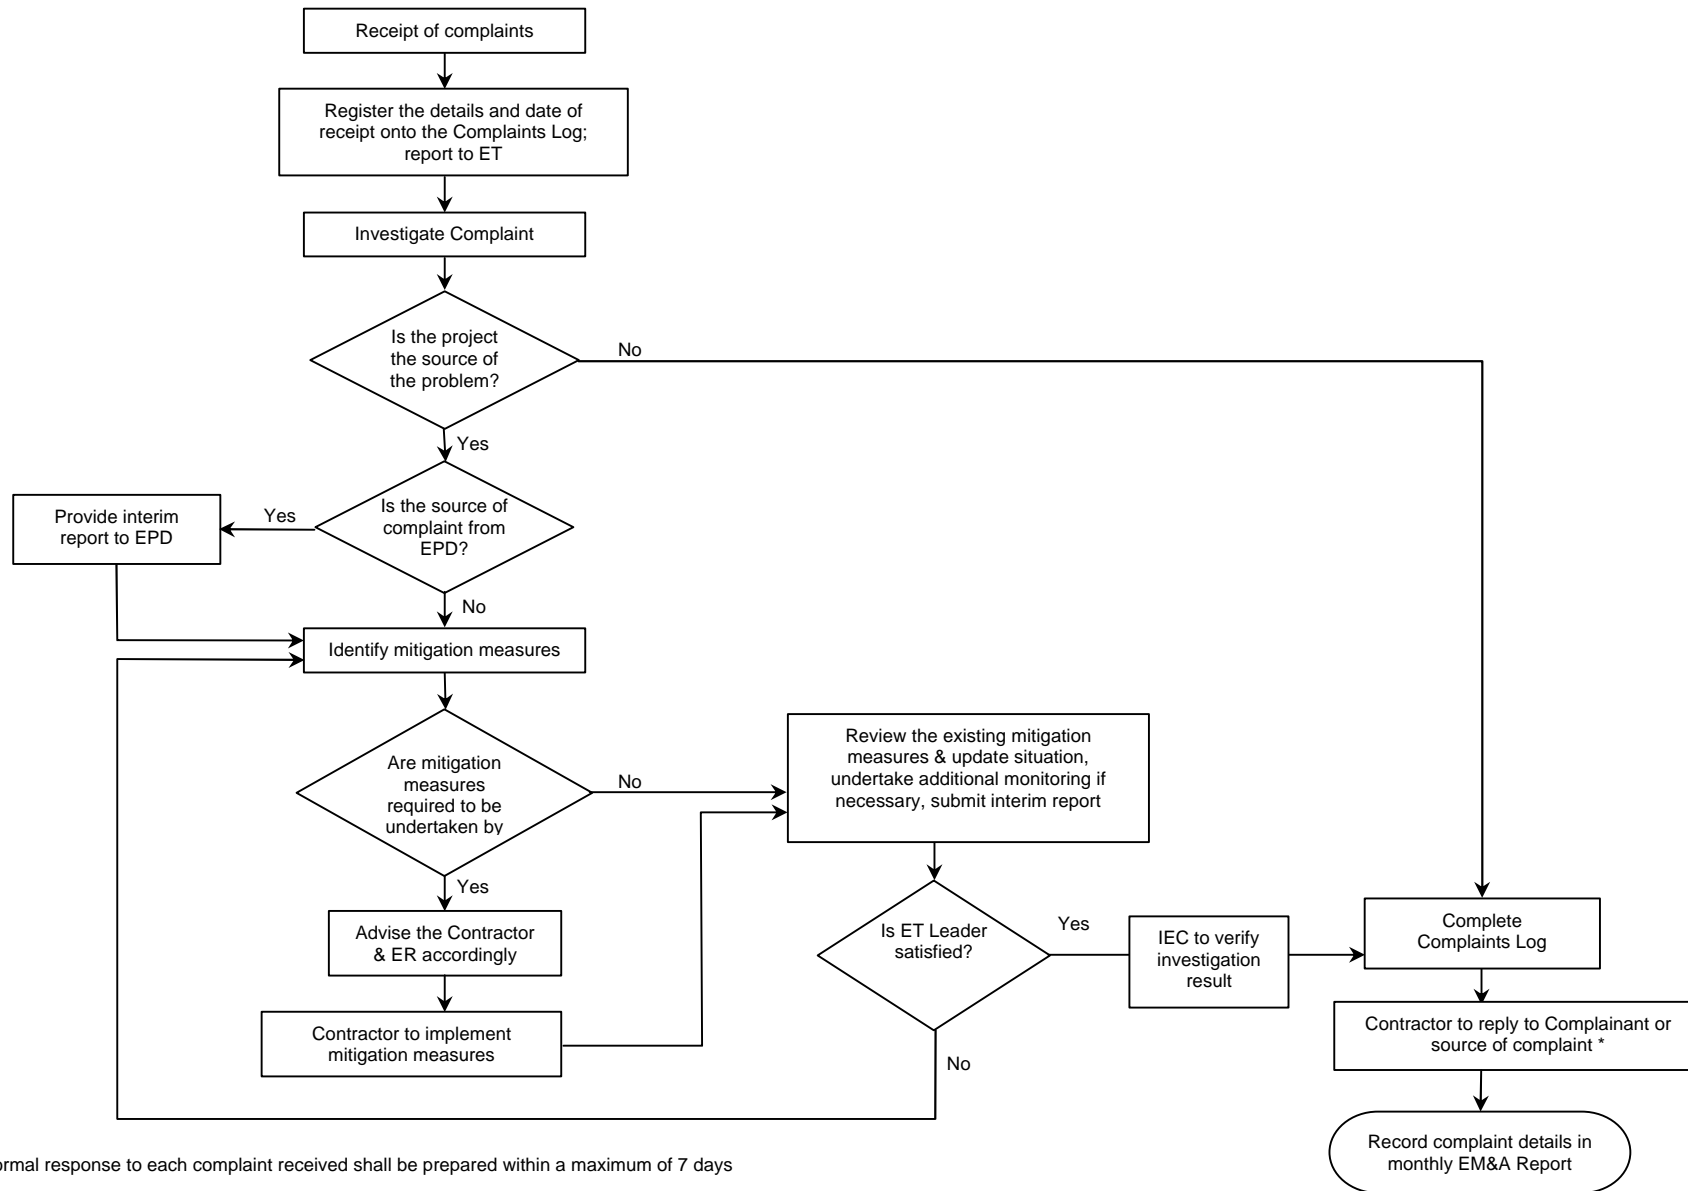 Receipt of complaints
Register the details and date of
receipt onto the Complaints Log;
report to ET
Investigate Complaint
Is the project
the source of
the problem?
No
Yes
Is the source of
complaint from
EPD?
Yes
Provide interim
report to EPD
No
Identify mitigation measures
Are mitigation
measures
required to be
undertaken by
No
Review the existing mitigation
measures & update situation,
undertake additional monitoring if
necessary, submit interim report
Yes
Advise the Contractor
& ER accordingly
Contractor to implement
mitigation measures
Is ET Leader
satisfied?
Yes
IEC to verify
investigation
result
No
Complete
Complaints Log
Contractor to reply to Complainant or
source of complaint *
Record complaint details in
monthly EM&A Report
ormal response to each complaint received shall be prepared within a maximum of 7 days